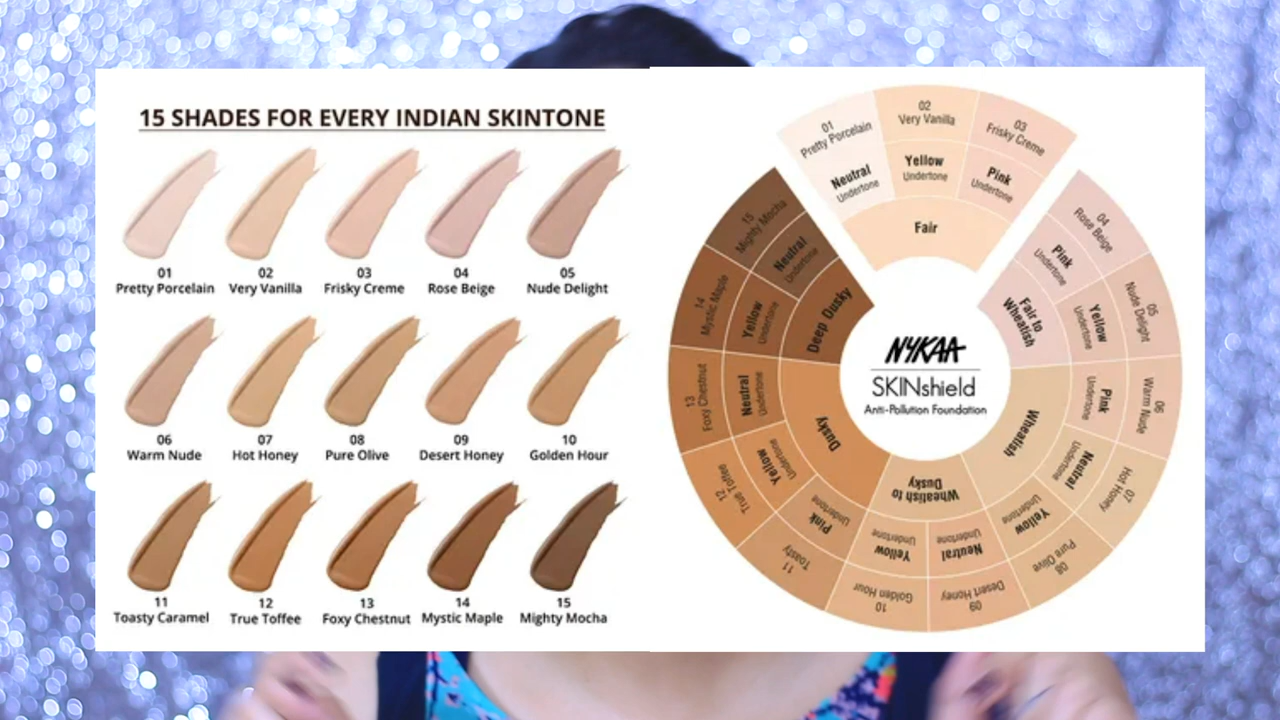 15 SHADES FOR EVERY INDIAN SKINTONE
01
Pretty Porcelain
02
Very Vanilla
03
Frisky Creme
04
Rose Beige
05
Nude Delight
06
Warm Nude
07
Hot Honey
08
Pure Olive
09
Desert Honey
10
Golden Hour
11
Toasty Caramel
12
True Toffee
13
Foxy Chestnut
14
Mystic Maple
15
Mighty Mocha
NYKAA
SKINshield
Anti-Pollution Foundation
Fair
01
Pretty Porcelain
Neutral
Undertone
02
Very Vanilla
Yellow
Undertone
03
Frisky Creme
Pink
Undertone
Fair to
Wheatish
04
Rose Beige
Pink
Undertone
05
Nude Delight
Yellow
Undertone
Wheatish
06
Warm Nude
Pink
Undertone
07
Hot Honey
Neutral
Undertone
08
Pure Olive
Yellow
Undertone
Wheatish to
Dusky
09
Desert Honey
Neutral
Undertone
10
Golden Hour
Yellow
Undertone
Dusky
11
Toasty
Pink
Undertone
12
True Toffee
Yellow
Undertone
13
Foxy Chestnut
Neutral
Undertone
Deep Dusky
14
Mystic Maple
Yellow
Undertone
15
Mighty Mocha
Neutral
Undertone